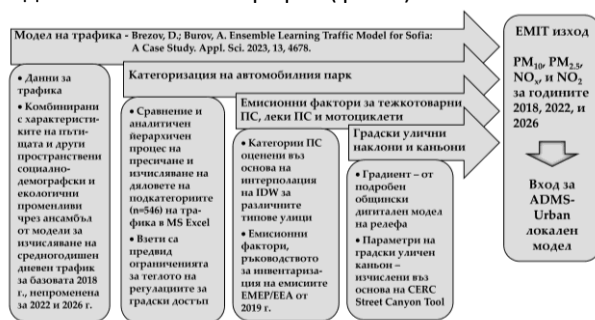 Модел на трафика - Brezov, D.; Burov, A. Ensemble Learning Traffic Model for Sofia:
A Case Study. Appl. Sci. 2023, 13, 4678.
• Данни за
трафика
• Комбинирани
с характеристи-
ките на пъти-
щата и други
пространствени
социално-
демографски и
екологични
променливи
чрез ансамбъл
от модели за
изчисляване на
средногодишен
дневен трафик
за базовата 2018
г., непроменена
за 2022 и 2026 г.
Категоризация на автомобилния парк
• Сравнение и
аналитичен
йерархичен
процес на
пресичане и
изчисляване на
дяловете на
подкатегориите
(n=546) на тра-
фика в MS Excel
• Взети са
предвид
ограниченията
за теглото на
регулациите за
градски достъп
Емисионни фактори за тежкотоварни
ПС, леки ПС и мотоциклети
• Категории ПС
оценени въз
основа на
интерполация
на IDW за
различните
типове улици
• Емисионни
фактори,
ръководството
за инвентариза-
ция на емисиите
EMEP/EEA от
2019 г.
Градски улични
наклони и каньони
• Градиент – от
подробен
общински
дигитален модел
на релефа
• Параметри на
градски уличен
каньон –
изчислени въз
основа на CERC
Street Canyon Tool
EMIT изход
PM₁₀, PM₂.₅,
NOₓ, и NO₂
за годините
2018, 2022, и
2026
Вход за
ADMS-
Urban
локален
модел